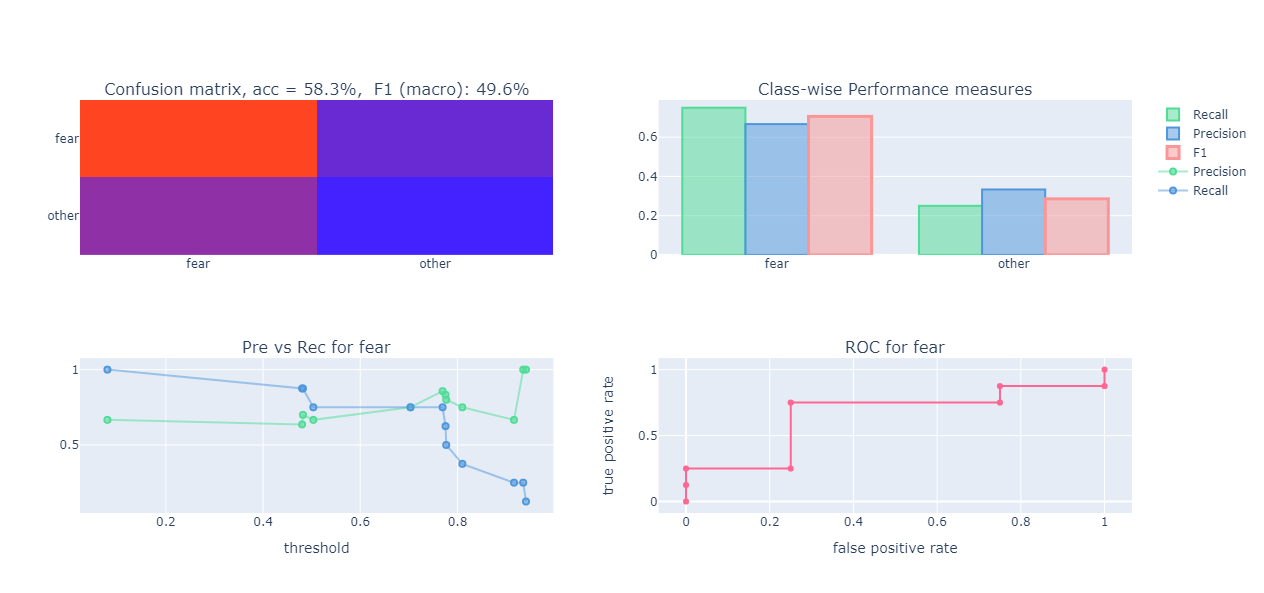 Confusion matrix, acc = 58.3%,  F1 (macro): 49.6%
fear
other
fear other
Class-wise Performance measures
0.6
0.4
0.2
0
fear other
Recall
Precision
F1
Precision
Recall
Pre vs Rec for fear
1
0.5
0.2 0.4 0.6 0.8
threshold
ROC for fear
true positive rate
1
0.5
0
0 0.2 0.4 0.6 0.8 1
false positive rate